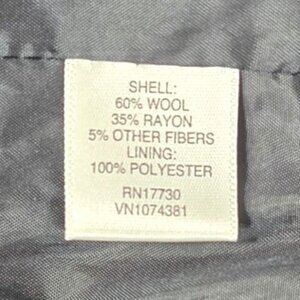 SHELL:
60% WOOL
35% RAYON
5% OTHER FIBERS
LINING:
100% POLYESTER
RN17730
VN1074381